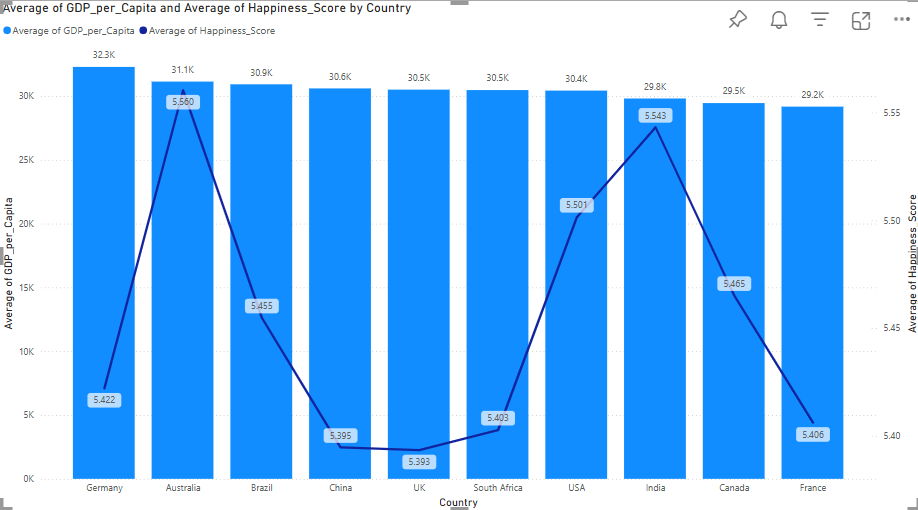 Average of GDP_per_Capita and Average of Happiness_Score by Country
Average of GDP_per_Capita Average of Happiness_Score
32.3K 31.1K 30.9K 30.6K 30.5K 30.5K 30.4K 29.8K 29.5K 29.2K
30K
25K
20K
15K
10K
5K
0K
Average of GDP_per_Capita
5.422 5.560 5.455 5.395 5.393 5.403 5.501 5.543 5.465 5.406
5.55
5.50
5.45
5.40
Average of Happiness_Score
Germany Australia Brazil China UK South Africa USA India Canada France
Country